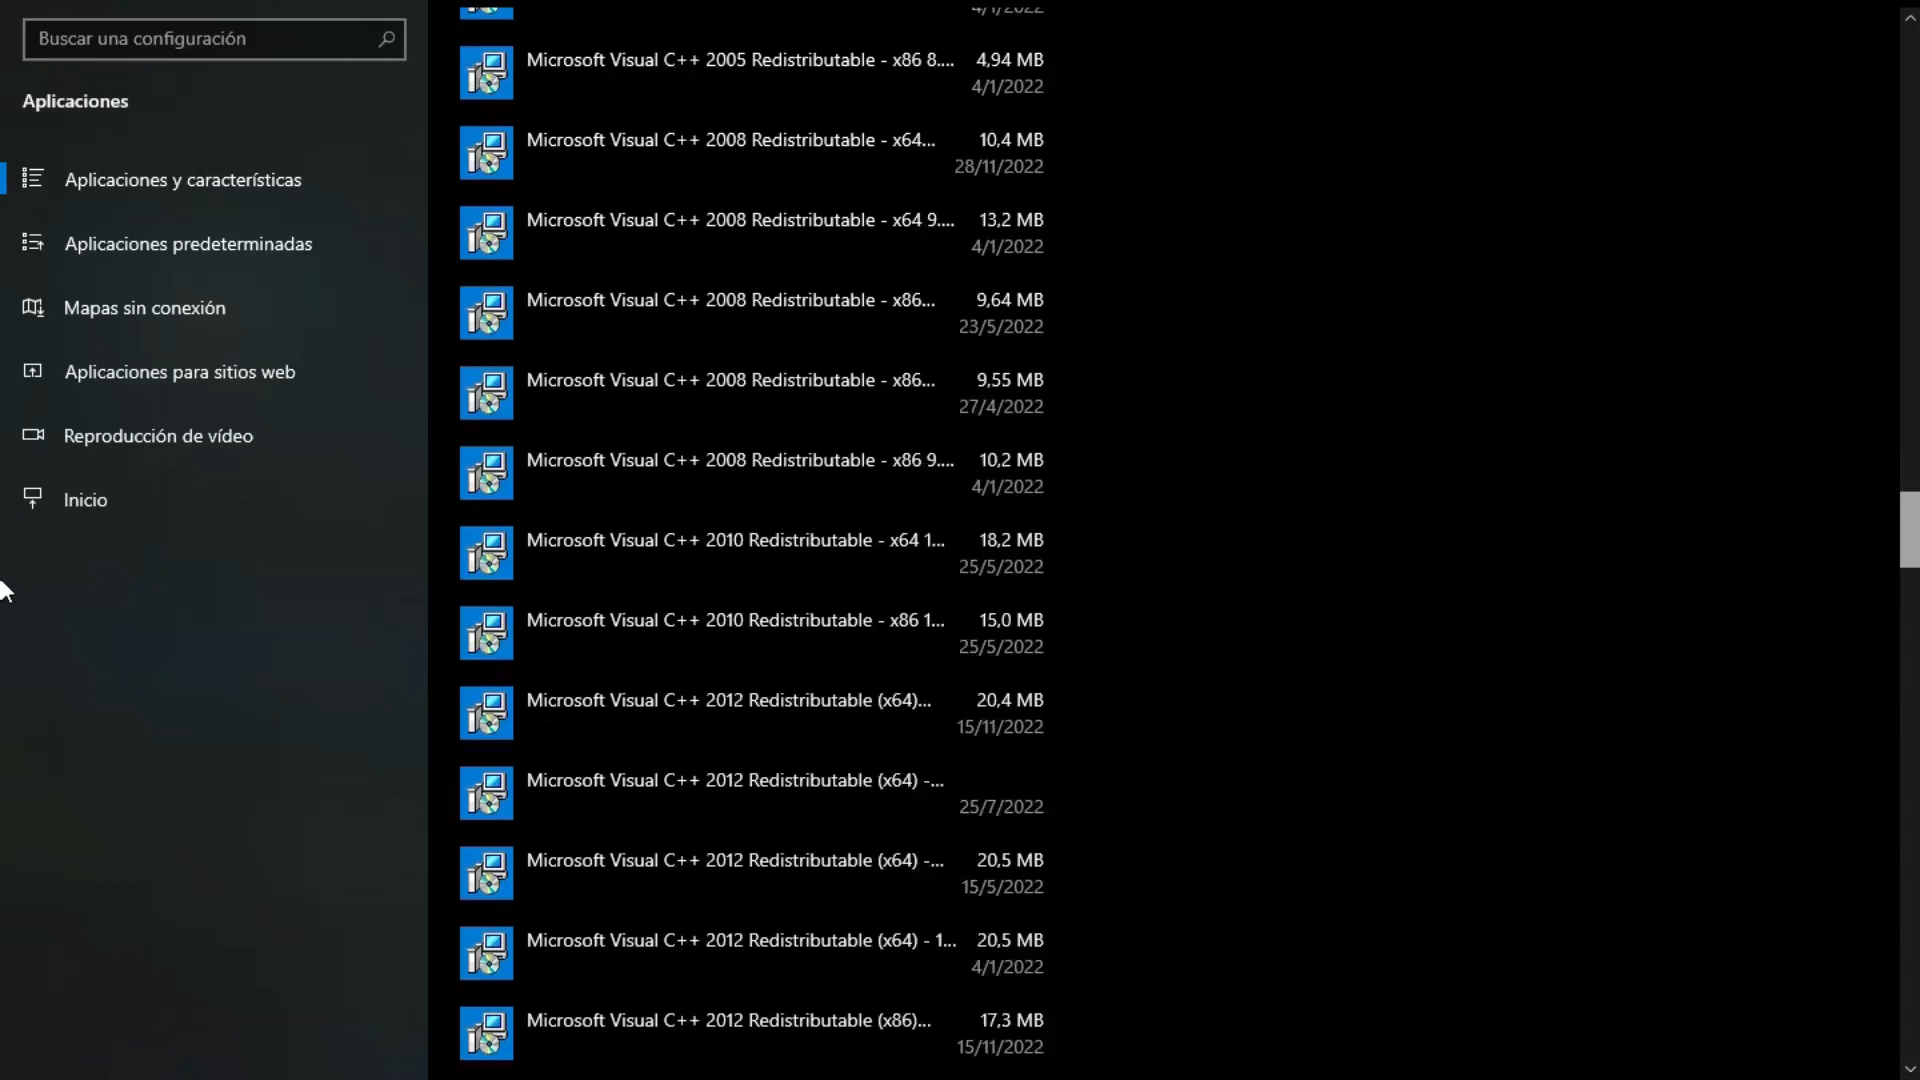 Buscar una configuración
Aplicaciones
Aplicaciones y características
Aplicaciones predeterminadas
Mapas sin conexión
Aplicaciones para sitios web
Reproducción de vídeo
Inicio
4/1/2022
Microsoft Visual C++ 2005 Redistributable - x86 8.... 4,94 MB
4/1/2022
Microsoft Visual C++ 2008 Redistributable - x64... 10,4 MB
28/11/2022
Microsoft Visual C++ 2008 Redistributable - x64 9.... 13,2 MB
4/1/2022
Microsoft Visual C++ 2008 Redistributable - x86... 9,64 MB
23/5/2022
Microsoft Visual C++ 2008 Redistributable - x86... 9,55 MB
27/4/2022
Microsoft Visual C++ 2008 Redistributable - x86 9.... 10,2 MB
4/1/2022
Microsoft Visual C++ 2010 Redistributable - x64 1... 18,2 MB
25/5/2022
Microsoft Visual C++ 2010 Redistributable - x86 1... 15,0 MB
25/5/2022
Microsoft Visual C++ 2012 Redistributable (x64)... 20,4 MB
15/11/2022
Microsoft Visual C++ 2012 Redistributable (x64) -...
25/7/2022
Microsoft Visual C++ 2012 Redistributable (x64) -... 20,5 MB
15/5/2022
Microsoft Visual C++ 2012 Redistributable (x64) - 1... 20,5 MB
4/1/2022
Microsoft Visual C++ 2012 Redistributable (x86)... 17,3 MB
15/11/2022